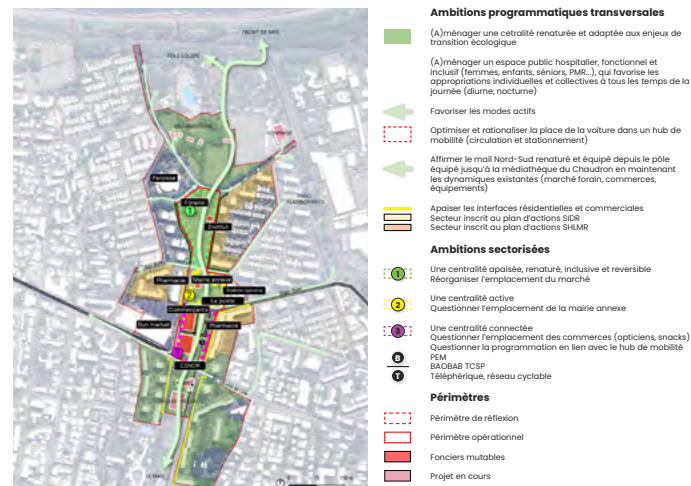 FRONT DE MER
POLE EQUIPÉ
Paroisse
Forains
1
Institut
Pharmacie
Mairie annexe
2
La poste
Commerçants
Run market
Pharmacie
3
CINOR
Ambitions programmatiques transversales
(A)ménager une cetralité renaturée et adaptée aux enjeux de
transition écologique
(A)ménager un espace public hospitalier, fonctionnel et
inclusif (femmes, enfants, séniors, PMR...), qui favorise les
appropriations individuelles et collectives à tous les temps de la
journée (diurne, nocturne)
Favoriser les modes actifs
Optimiser et rationaliser la place de la voiture dans un hub de
mobilité (circulation et stationnement)
Affirmer le mail Nord-Sud renaturé et équipé depuis le pôle
équipé jusqu'à la médiathèque du Chaudron en maintenant
les dynamiques existantes (marché forain, commerces,
équipements)
Apaiser les interfaces résidentielles et commerciales
Secteur inscrit au plan d'actions SIDR
Secteur inscrit au plan d'actions SHLMR
Ambitions sectorisées
1 Une centralité apaisée, renaturé, inclusive et reversible
Réorganiser l'emplacement du marché
2 Une centralité active
Questionner l'emplacement de la mairie annexe
3 Une centralité connectée
Questionner l'emplacement des commerces (opticiens, snacks)
Questionner la programmation en lien avec le hub de mobilité
B PEM
BAOBAB TCSP
T Téléphérique, réseau cyclable
Périmètres
Périmètre de réflexion
Périmètre opérationnel
Fonciers mutables
Projet en cours